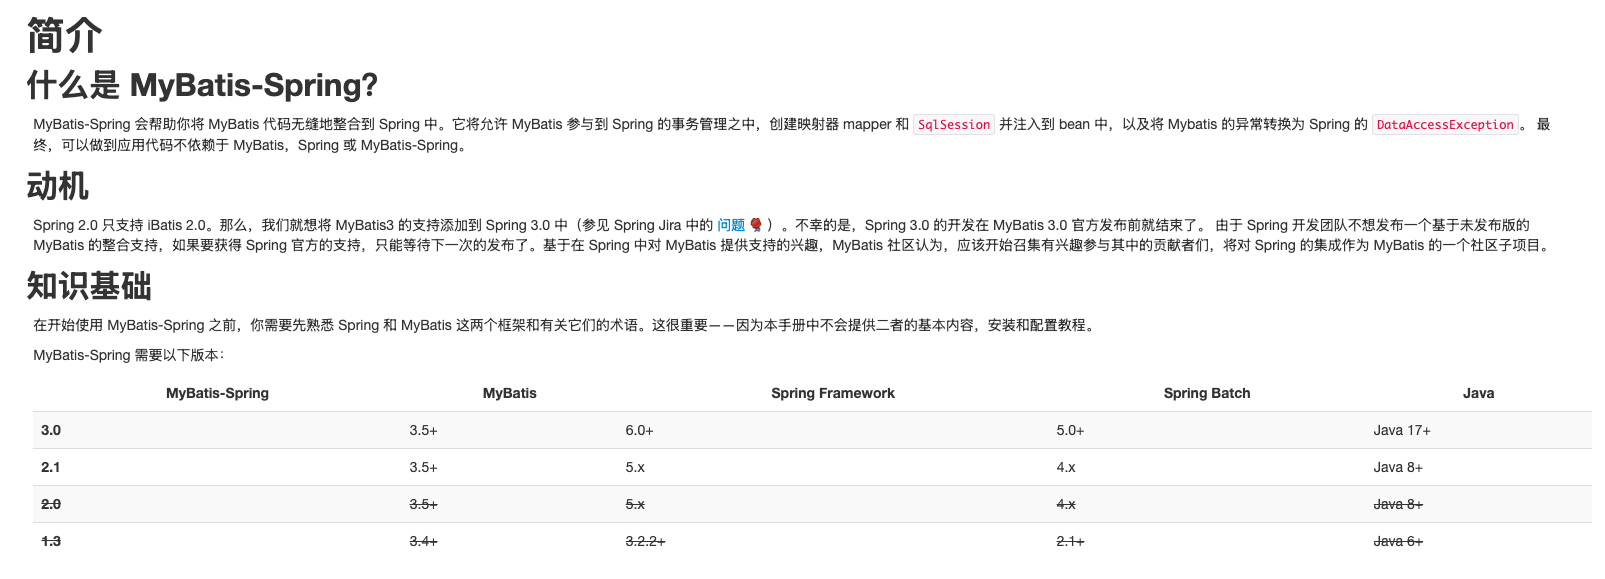 简介
什么是 MyBatis-Spring?
MyBatis-Spring 会帮助你将 MyBatis 代码无缝地整合到 Spring 中。它将允许 MyBatis 参与到 Spring 的事务管理之中，创建映射器 mapper 和 SqlSession 并注入到 bean 中，以及将 Mybatis 的异常转换为 Spring 的 DataAccessException。 最
终，可以做到应用代码不依赖于 MyBatis，Spring 或 MyBatis-Spring。
动机
Spring 2.0 只支持 iBatis 2.0。那么，我们就想将 MyBatis3 的支持添加到 Spring 3.0 中（参见 Spring Jira 中的 问题 ）。不幸的是，Spring 3.0 的开发在 MyBatis 3.0 官方发布前就结束了。 由于 Spring 开发团队不想发布一个基于未发布版的
MyBatis 的整合支持，如果要获得 Spring 官方的支持，只能等待下一次的发布了。基于在 Spring 中对 MyBatis 提供支持的兴趣，MyBatis 社区认为，应该开始召集有兴趣参与其中的贡献者们，将对 Spring 的集成作为 MyBatis 的一个社区子项目。
知识基础
在开始使用 MyBatis-Spring 之前，你需要先熟悉 Spring 和 MyBatis 这两个框架和有关它们的术语。这很重要——因为本手册中不会提供二者的基本内容，安装和配置教程。
MyBatis-Spring 需要以下版本：
MyBatis-Spring MyBatis Spring Framework Spring Batch Java
3.0 3.5+ 6.0+ 5.0+ Java 17+
2.1 3.5+ 5.x 4.x Java 8+
2.0 3.5+ 5.x 4.x Java 8+
1.3 3.4+ 3.2.2+ 2.1+ Java 6+